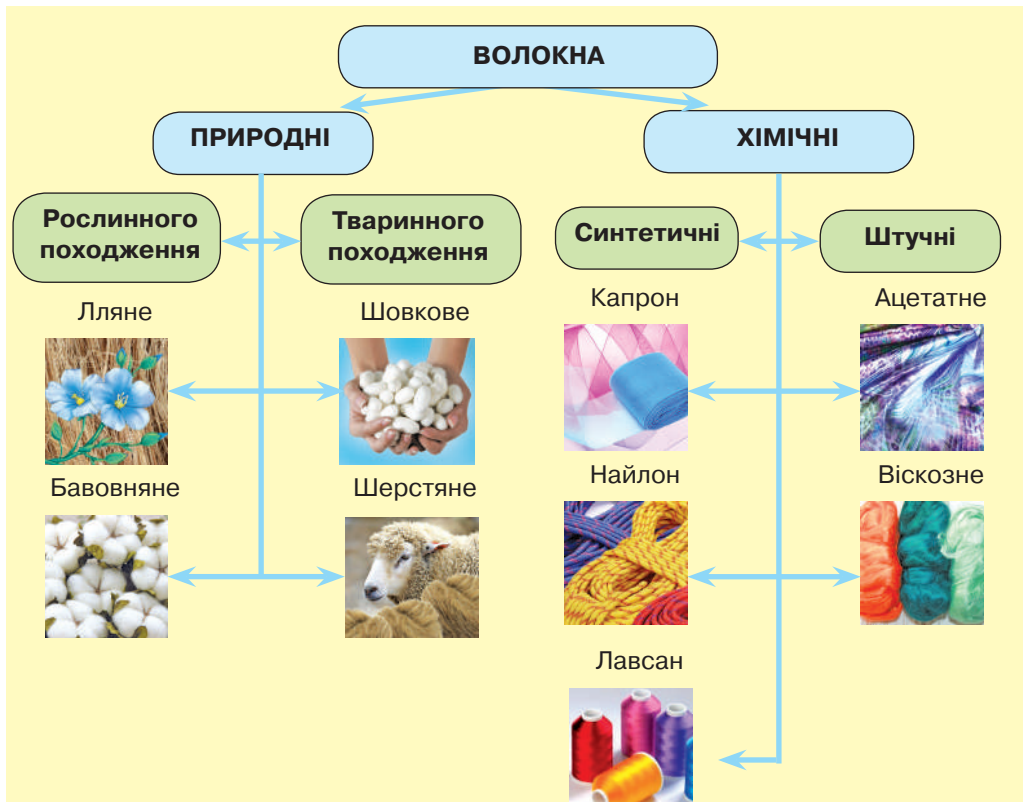 ВОЛОКНА
ПРИРОДНІ
ХІМІЧНІ
Рослинного
походження
Тваринного
походження
Синтетичні
Штучні
Лляне
Шовкове
Капрон
Ацетатне
Бавовняне
Шерстяне
Найлон
Віскозне
Лавсан